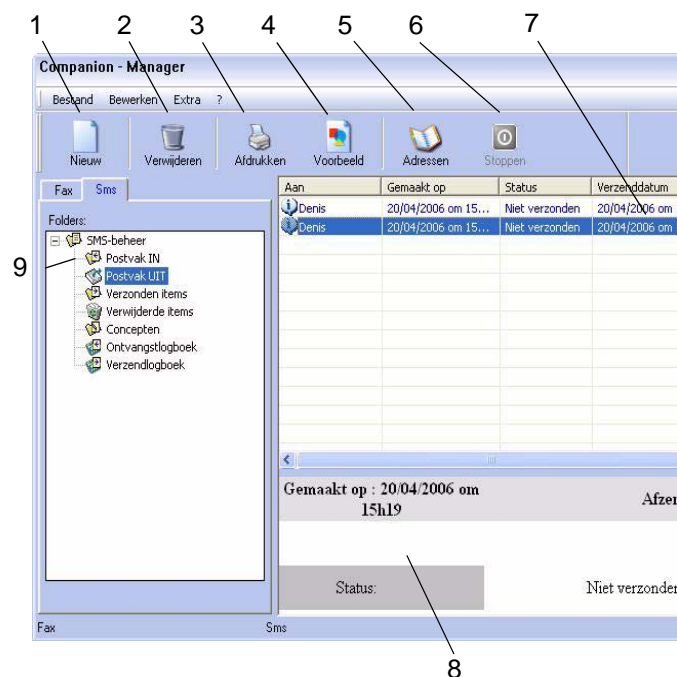 1 2 3 4 5 6 7
Companion - Manager
Bestand Bewerken Extra ?
Nieuw Verwijderen Afdrukken Voorbeeld Adressen Stoppen
Fax Sms
Aan Gemaakt op Status Verzenddatum
Denis 20/04/2006 om 15... Niet verzonden 20/04/2006 om
Denis 20/04/2006 om 15... Niet verzonden 20/04/2006 om
Folders:
SMS-beheer
9 Postvak IN
Postvak UIT
Verzonden items
Verwijderde items
Concepten
Ontvangstlogboek
Verzendlogboek
Gemaakt op : 20/04/2006 om
15h19
Afzer
Status: Niet verzonder
Fax Sms
8